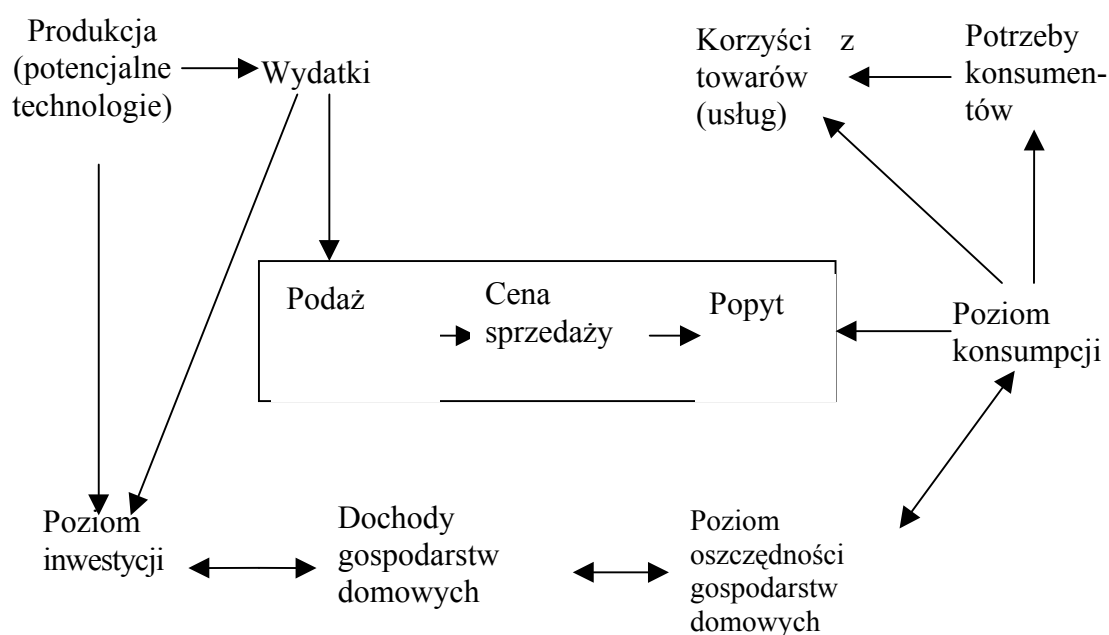 Produkcja
(potencjalne
technologie)
Wydatki
Korzyści z
towarów
(usług)
Potrzeby
konsumen-
tów
Podaż
Cena
sprzedaży
Popyt
Poziom
konsumpcji
Poziom
inwestycji
Dochody
gospodarstw
domowych
Poziom
oszczędności
gospodarstw
domowych